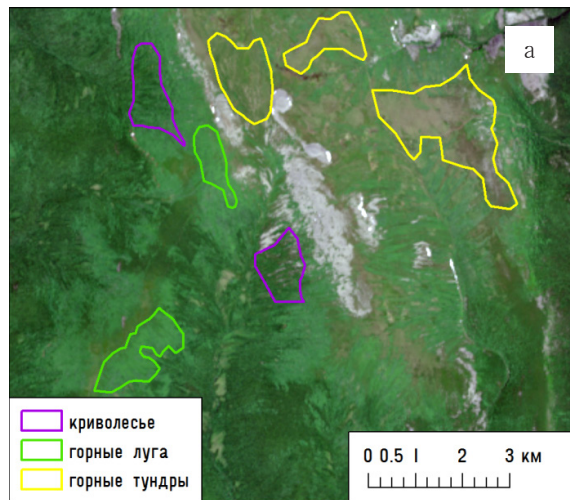 а
криволесье
горные луга
горные тундры
0 0.5 1 2 3 км